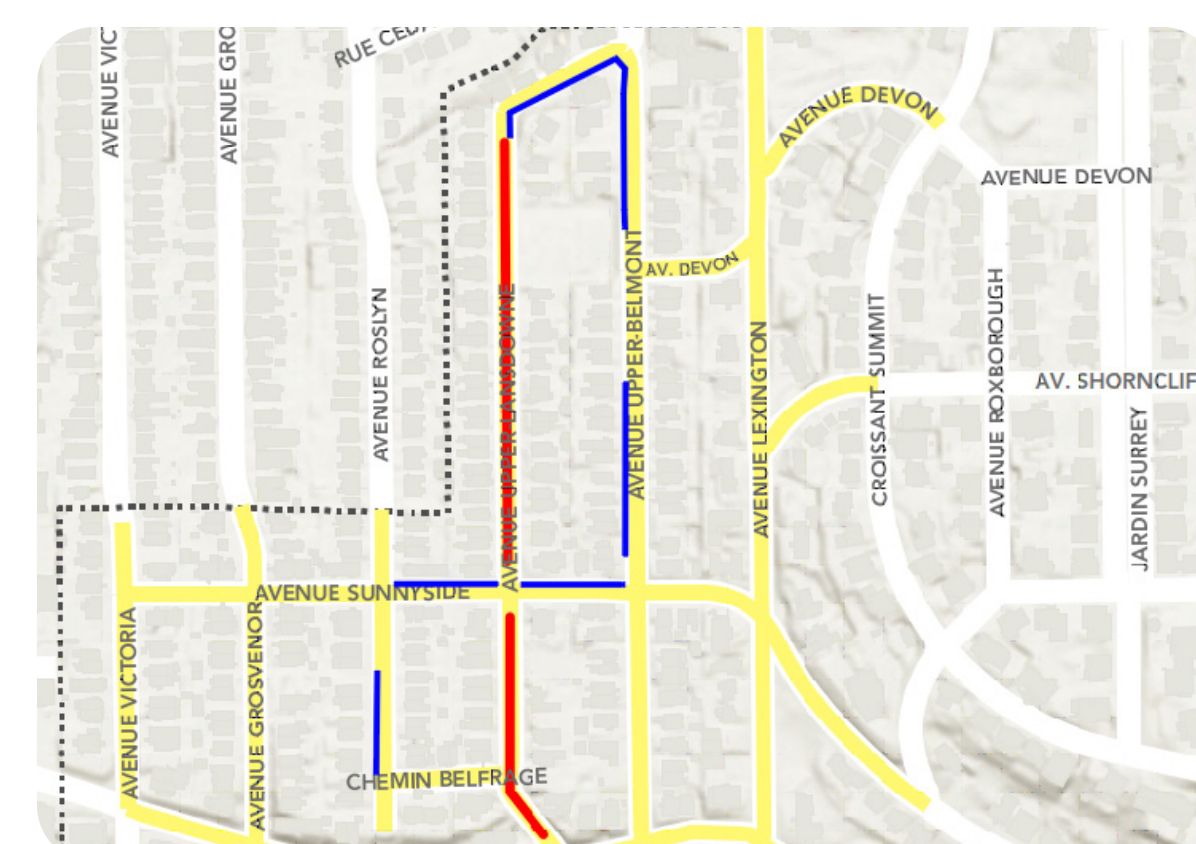 AVENUE VIC
AVENUE GRO
RUE CED
AVENUE DEVON
AVENUE DEVON
AV. DEVON
AVENUE ROSLYN
AVENUE UPPER-LANSDOWNE
AVENUE UPPER-BELMONT
AVENUE LEXINGTON
CROISSANT SUMMIT
AVENUE ROXBOROUGH
AV. SHORNCLIF
JARDIN SURREY
AVENUE SUNNYSIDE
AVENUE VICTORIA
AVENUE GROSVENOR
CHEMIN BELFRAGE